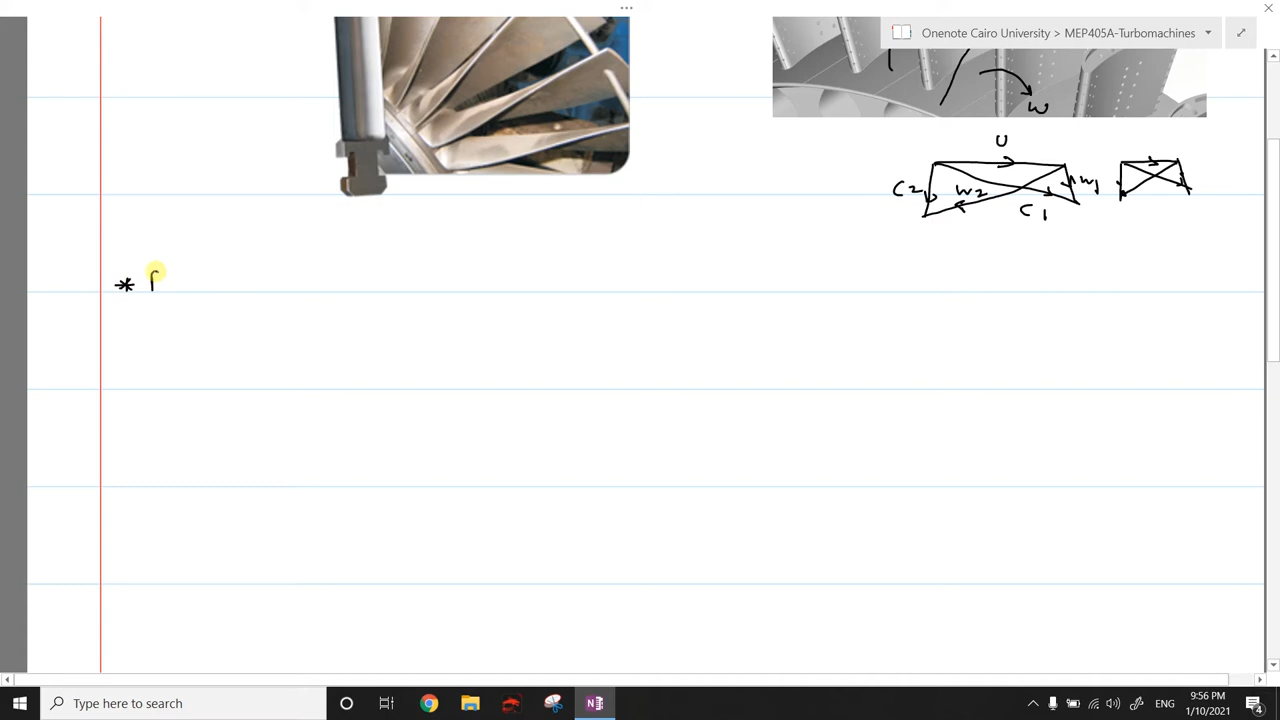 Onenote Cairo University > MEP405A-Turbomachines
W
U
C2 W2 W1
C1
*
Type here to search
ENG
9:56 PM
1/10/2021
4